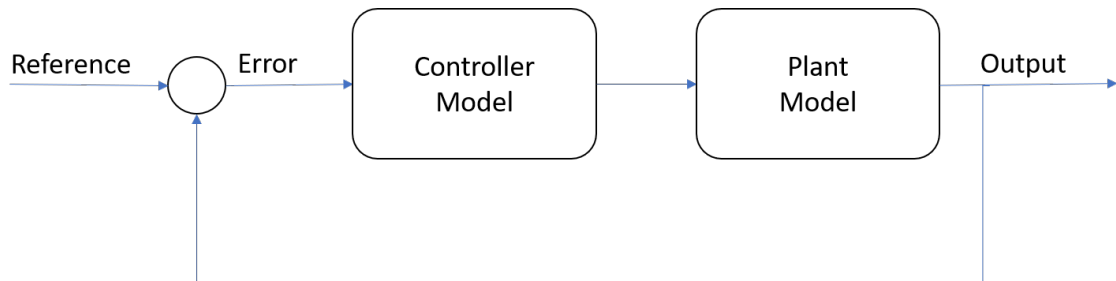 Reference
Error
Controller
Model
Plant
Model
Output